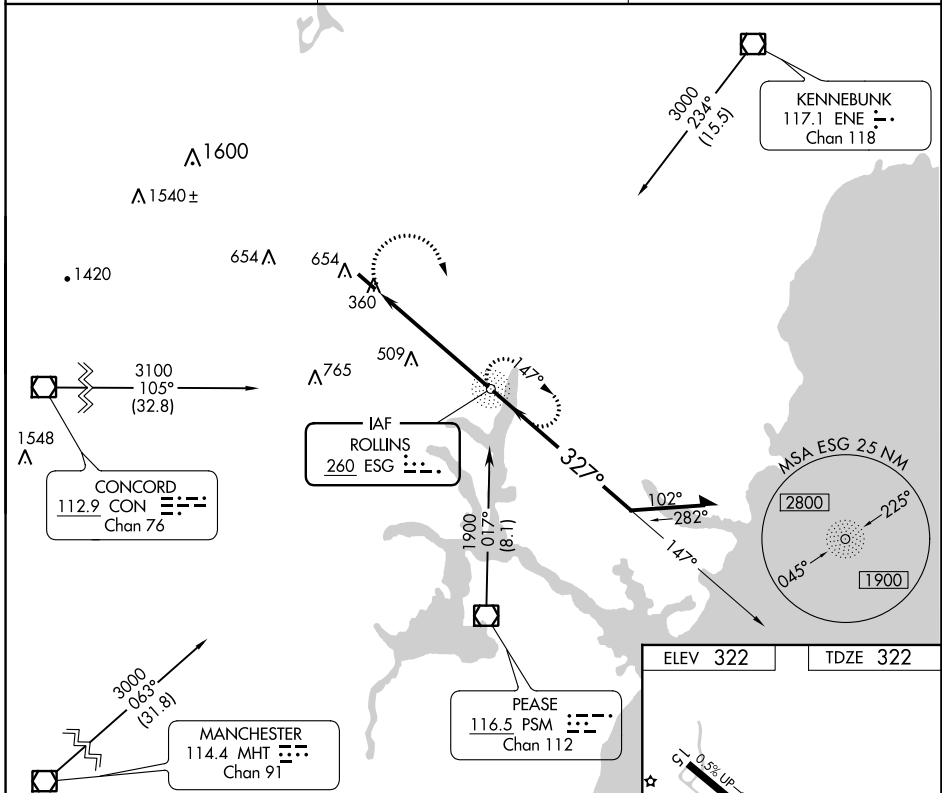 3000
234°
(15.5)
KENNEBUNK
117.1 ENE
Chan 118
1600
1540 ±
654
654
1420
360
3100
105°
(32.8)
765
509
147°
IAF
ROLLINS
260 ESG
1548
CONCORD
112.9 CON
Chan 76
327°
102°
282°
147°
1900
017°
(8.1)
MSA ESG 25 NM
2800
225°
045°
1900
3000
063°
(31.8)
MANCHESTER
114.4 MHT
Chan 91
PEASE
116.5 PSM
Chan 112
ELEV 322
TDZE 322
15
0.5% UP